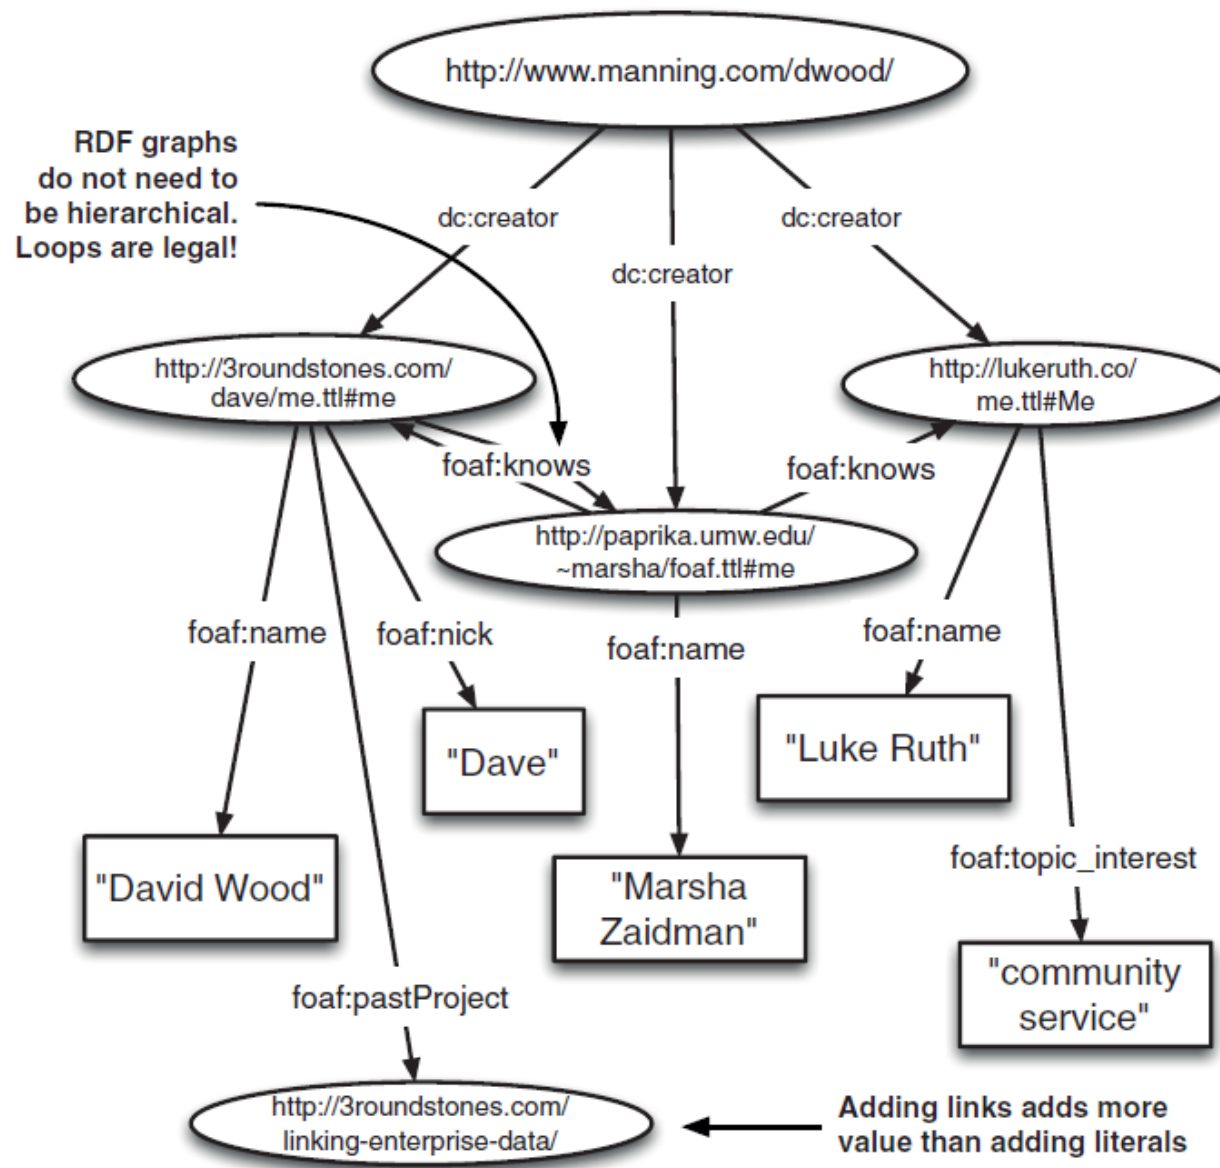 http://www.manning.com/dwood/
RDF graphs
do not need to
be hierarchical.
Loops are legal!
dc:creator
dc:creator
dc:creator
http://3roundstones.com/
dave/me.ttl#me
http://lukeruth.co/
me.ttl#Me
foaf:knows
foaf:knows
http://paprika.umw.edu/
~marsha/foaf.ttl#me
foaf:name
foaf:nick
foaf:name
foaf:name
"Dave"
"Luke Ruth"
"David Wood"
"Marsha
Zaidman"
foaf:topic_interest
"community
service"
foaf:pastProject
http://3roundstones.com/
linking-enterprise-data/
Adding links adds more
value than adding literals